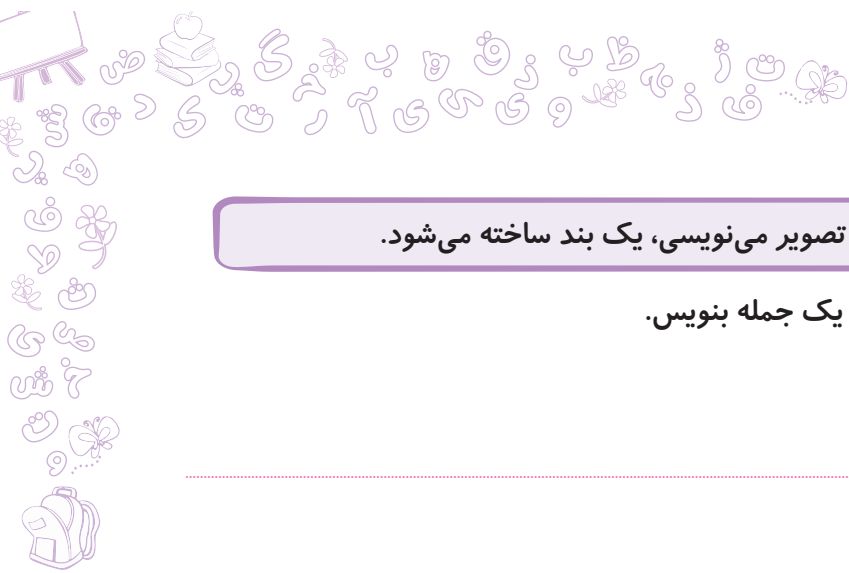 تصویر می‌نویسی، یک بند ساخته می‌شود.
یک جمله بنویس.